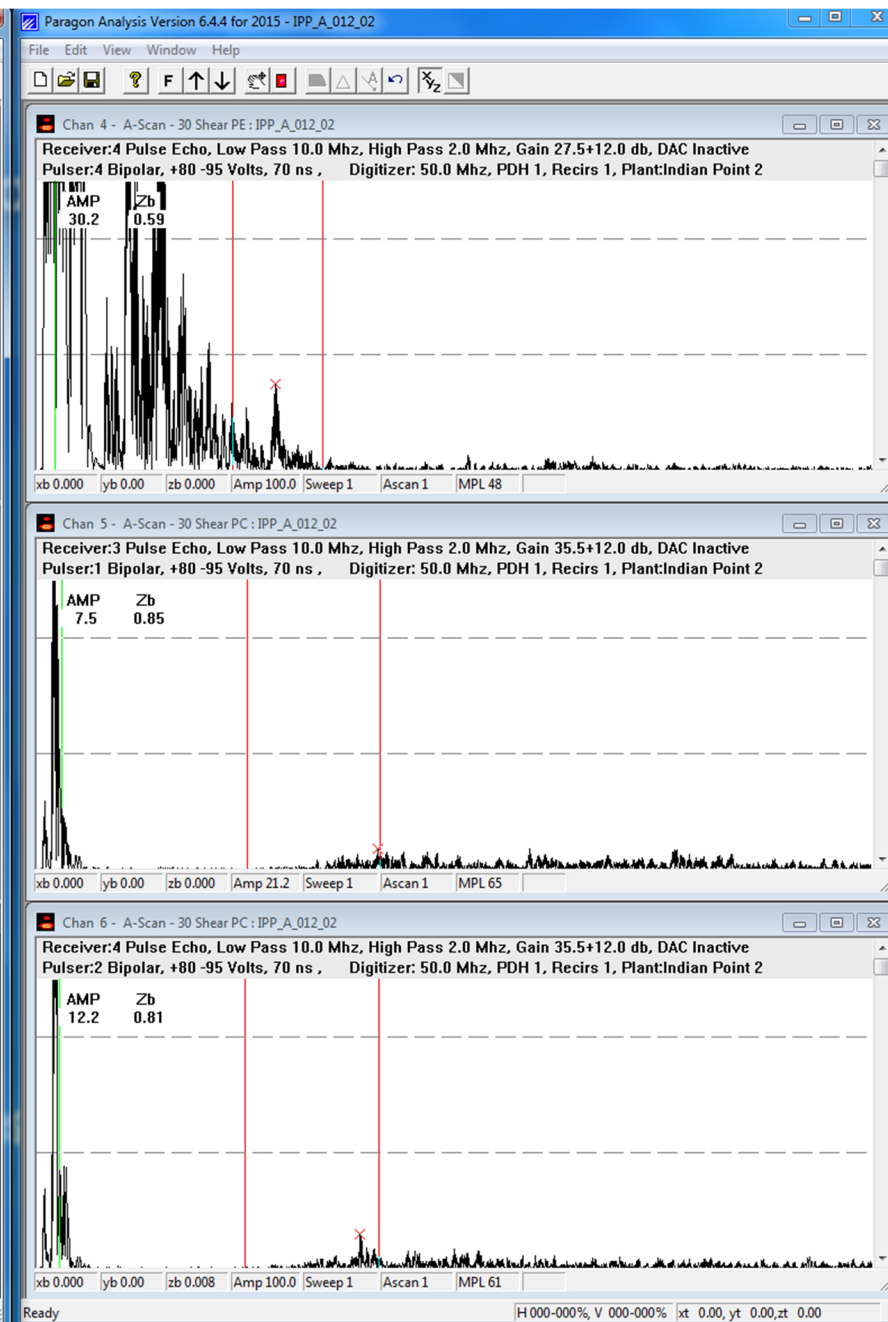 Paragon Analysis Version 6.4.4 for 2015 - IPP_A_012_02
File Edit View Window Help
F
XYZ
Chan 4 - A-Scan - 30 Shear PE : IPP_A_012_02
Receiver:4 Pulse Echo, Low Pass 10.0 Mhz, High Pass 2.0 Mhz, Gain 27.5+12.0 db, DAC Inactive
Pulser:4 Bipolar, +80 -95 Volts, 70 ns , Digitizer: 50.0 Mhz, PDH 1, Recirs 1, Plant:Indian Point 2
AMP Zb
30.2 0.59
xb 0.000 yb 0.00 zb 0.000 Amp 100.0 Sweep 1 Ascan 1 MPL 48
Chan 5 - A-Scan - 30 Shear PC : IPP_A_012_02
Receiver:3 Pulse Echo, Low Pass 10.0 Mhz, High Pass 2.0 Mhz, Gain 35.5+12.0 db, DAC Inactive
Pulser:1 Bipolar, +80 -95 Volts, 70 ns , Digitizer: 50.0 Mhz, PDH 1, Recirs 1, Plant:Indian Point 2
AMP Zb
7.5 0.85
xb 0.000 yb 0.00 zb 0.000 Amp 21.2 Sweep 1 Ascan 1 MPL 65
Chan 6 - A-Scan - 30 Shear PC : IPP_A_012_02
Receiver:4 Pulse Echo, Low Pass 10.0 Mhz, High Pass 2.0 Mhz, Gain 35.5+12.0 db, DAC Inactive
Pulser:2 Bipolar, +80 -95 Volts, 70 ns , Digitizer: 50.0 Mhz, PDH 1, Recirs 1, Plant:Indian Point 2
AMP Zb
12.2 0.81
xb 0.000 yb 0.00 zb 0.008 Amp 100.0 Sweep 1 Ascan 1 MPL 61
Ready H 000-000%, V 000-000% xt 0.00, yt 0.00,zt 0.00